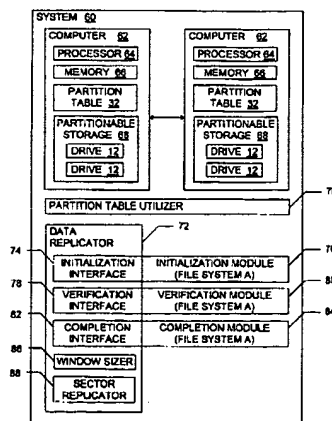 SYSTEM 60
COMPUTER 62
PROCESSOR 64
MEMORY 66
PARTITION TABLE 32
PARTITIONABLE STORAGE 68
DRIVE 12
DRIVE 12
COMPUTER 62
PROCESSOR 64
MEMORY 66
PARTITION TABLE 32
PARTITIONABLE STORAGE 68
DRIVE 12
DRIVE 12
PARTITION TABLE UTILIZER
DATA REPLICATOR
72
74
INITIALIZATION INTERFACE
INITIALIZATION MODULE (FILE SYSTEM A)
78
VERIFICATION INTERFACE
VERIFICATION MODULE (FILE SYSTEM A)
82
COMPLETION INTERFACE
COMPLETION MODULE (FILE SYSTEM A)
84
86
WINDOW SIZER
88
SECTOR REPLICATOR